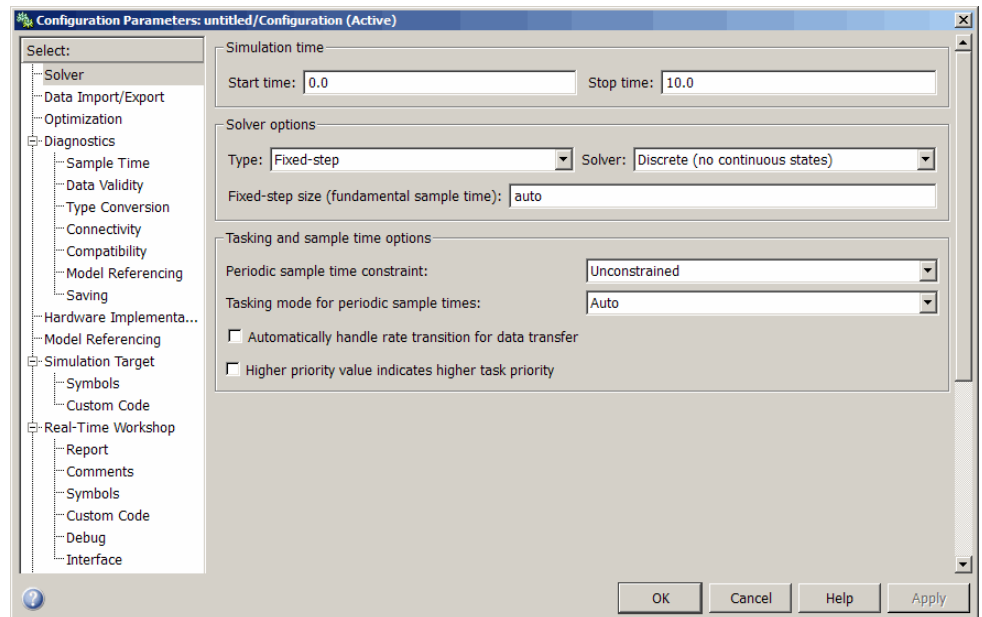 Configuration Parameters: untitled/Configuration (Active)
Select:
Solver
Data Import/Export
Optimization
Diagnostics
Sample Time
Data Validity
Type Conversion
Connectivity
Compatibility
Model Referencing
Saving
Hardware Implementa...
Model Referencing
Simulation Target
Symbols
Custom Code
Real-Time Workshop
Report
Comments
Symbols
Custom Code
Debug
Interface
Simulation time
Start time: 0.0 Stop time: 10.0
Solver options
Type: Fixed-step Solver: Discrete (no continuous states)
Fixed-step size (fundamental sample time): auto
Tasking and sample time options
Periodic sample time constraint: Unconstrained
Tasking mode for periodic sample times: Auto
Automatically handle rate transition for data transfer
Higher priority value indicates higher task priority
? OK Cancel Help Apply